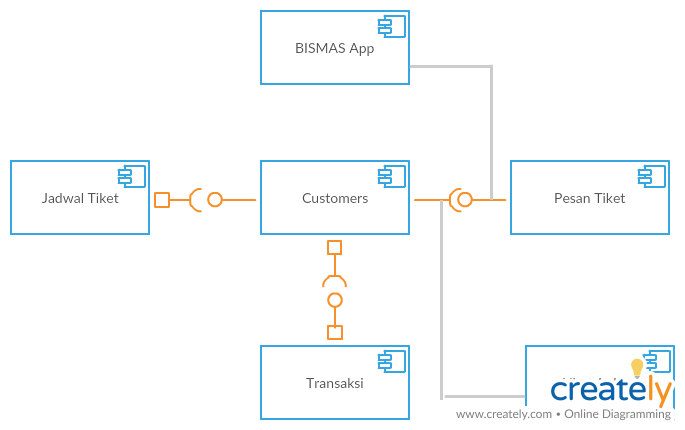 BISMAS App
Jadwal Tiket
Customers
Pesan Tiket
Transaksi
creately
www.creately.com • Online Diagramming